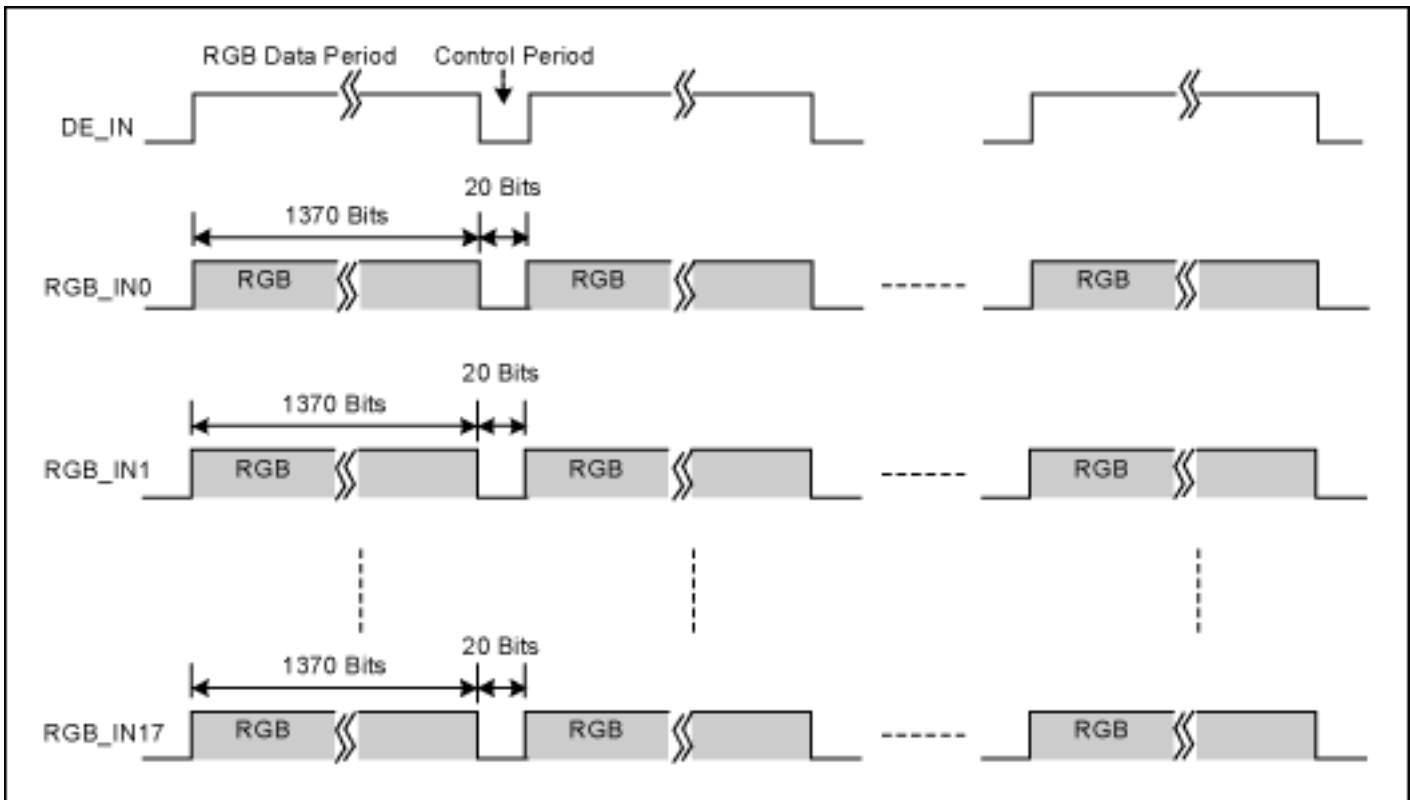 RGB Data Period Control Period
DE_IN
20 Bits
1370 Bits
RGB_IN0 RGB RGB RGB
20 Bits
1370 Bits
RGB_IN1 RGB RGB RGB
20 Bits
1370 Bits
RGB_IN17 RGB RGB RGB